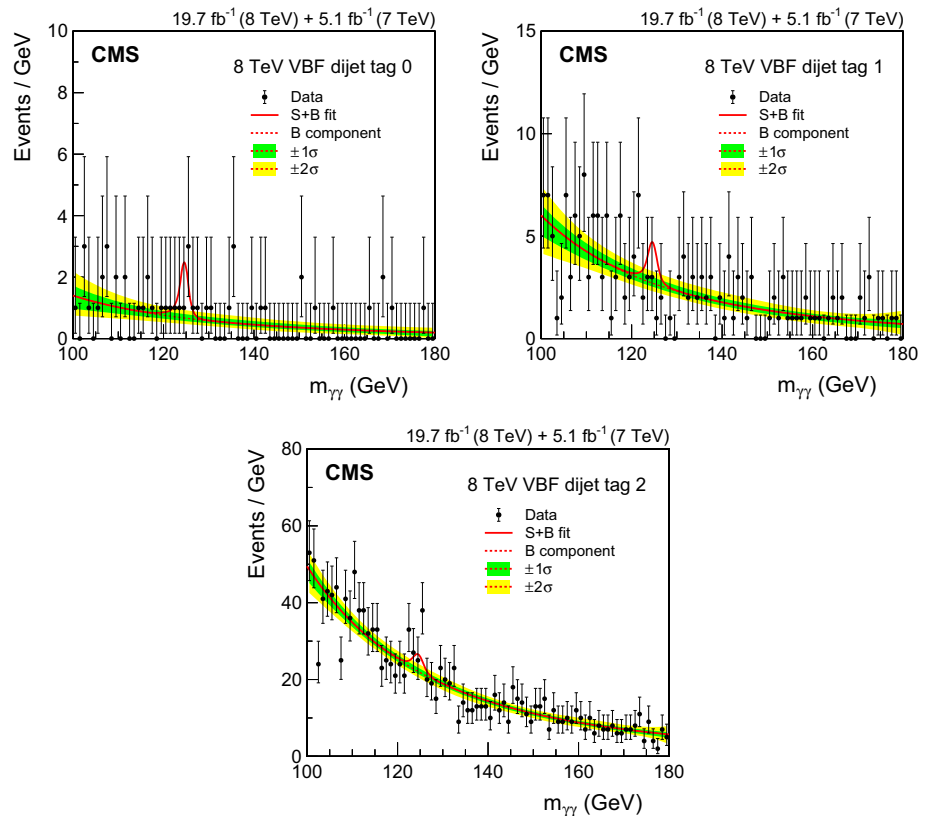 19.7 fb⁻¹ (8 TeV) + 5.1 fb⁻¹ (7 TeV)
CMS
8 TeV VBF dijet tag 0
Data
S+B fit
B component
±1σ
±2σ
Events / GeV
10
8
6
4
2
0
100 120 140 160 180
mγγ (GeV)
19.7 fb⁻¹ (8 TeV) + 5.1 fb⁻¹ (7 TeV)
CMS
8 TeV VBF dijet tag 1
Data
S+B fit
B component
±1σ
±2σ
Events / GeV
15
10
5
0
100 120 140 160 180
mγγ (GeV)
19.7 fb⁻¹ (8 TeV) + 5.1 fb⁻¹ (7 TeV)
CMS
8 TeV VBF dijet tag 2
Data
S+B fit
B component
±1σ
±2σ
Events / GeV
80
60
40
20
0
100 120 140 160 180
mγγ (GeV)